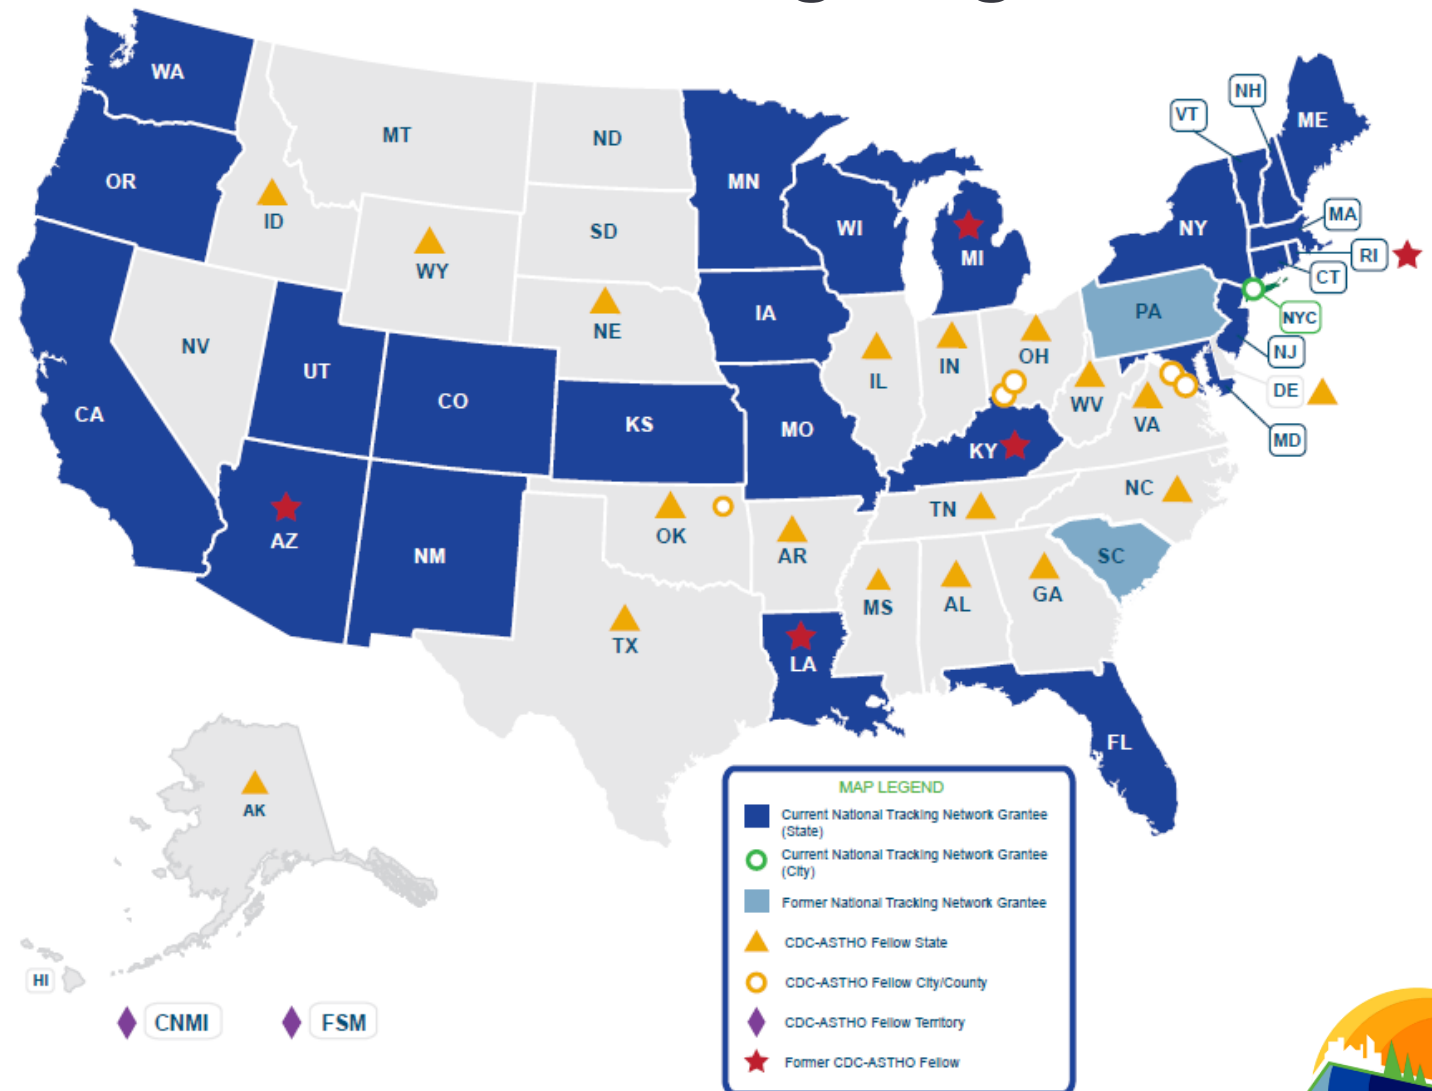 WA
OR
CA
ID
MT
ND
SD
WY
NE
NV
UT
CO
KS
AZ
NM
OK
TX
MN
IA
MO
AR
LA
WI
MI
IL
IN
OH
KY
TN
MS
AL
GA
FL
SC
NC
VA
WV
PA
NY
VT
NH
ME
MA
RI
CT
NYC
NJ
DE
MD
AK
HI
CNMI
FSM
MAP LEGEND
Current National Tracking Network Grantee
(State)
Current National Tracking Network Grantee
(City)
Former National Tracking Network Grantee
CDC-ASTHO Fellow State
CDC-ASTHO Fellow City/County
CDC-ASTHO Fellow Territory
Former CDC-ASTHO Fellow